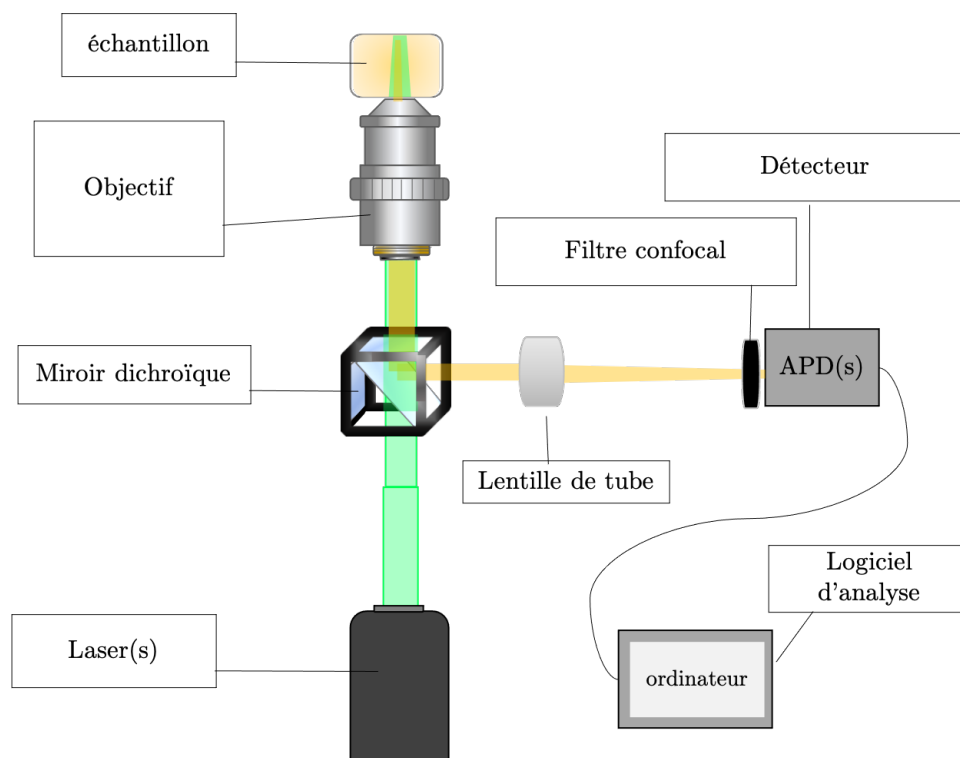 échantillon
Objectif
Détecteur
Filtre confocal
Miroir dichroïque
APD(s)
Lentille de tube
Logiciel
d'analyse
Laser(s)
ordinateur